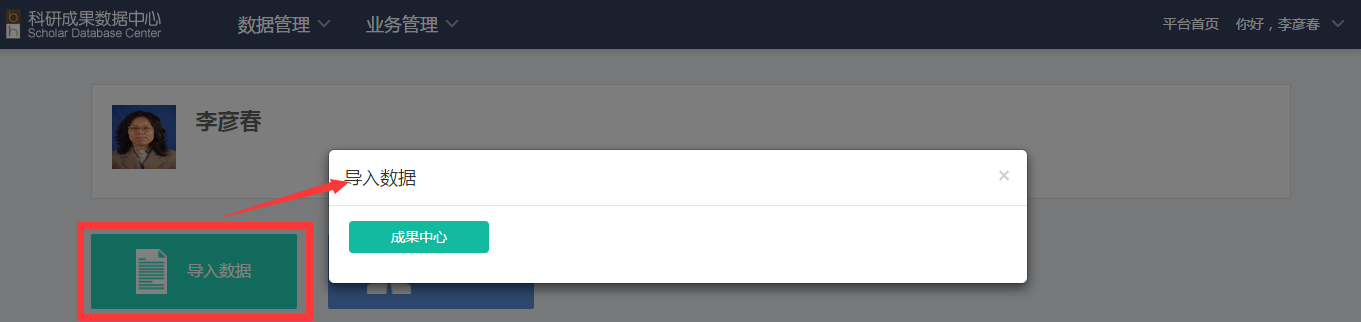 科研成果数据中心
Scholar Database Center
数据管理
业务管理
平台首页
你好，李彦春
李彦春
导入数据
×
成果中心
导入数据